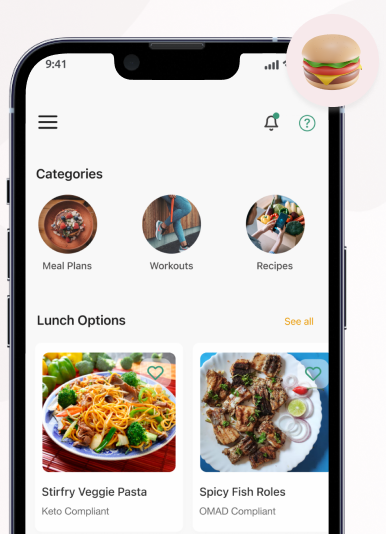 9:41
?
Categories
Meal Plans
Workouts
Recipes
Lunch Options
See all
Stirfry Veggie Pasta
Spicy Fish Roles
Keto Compliant
OMAD Compliant